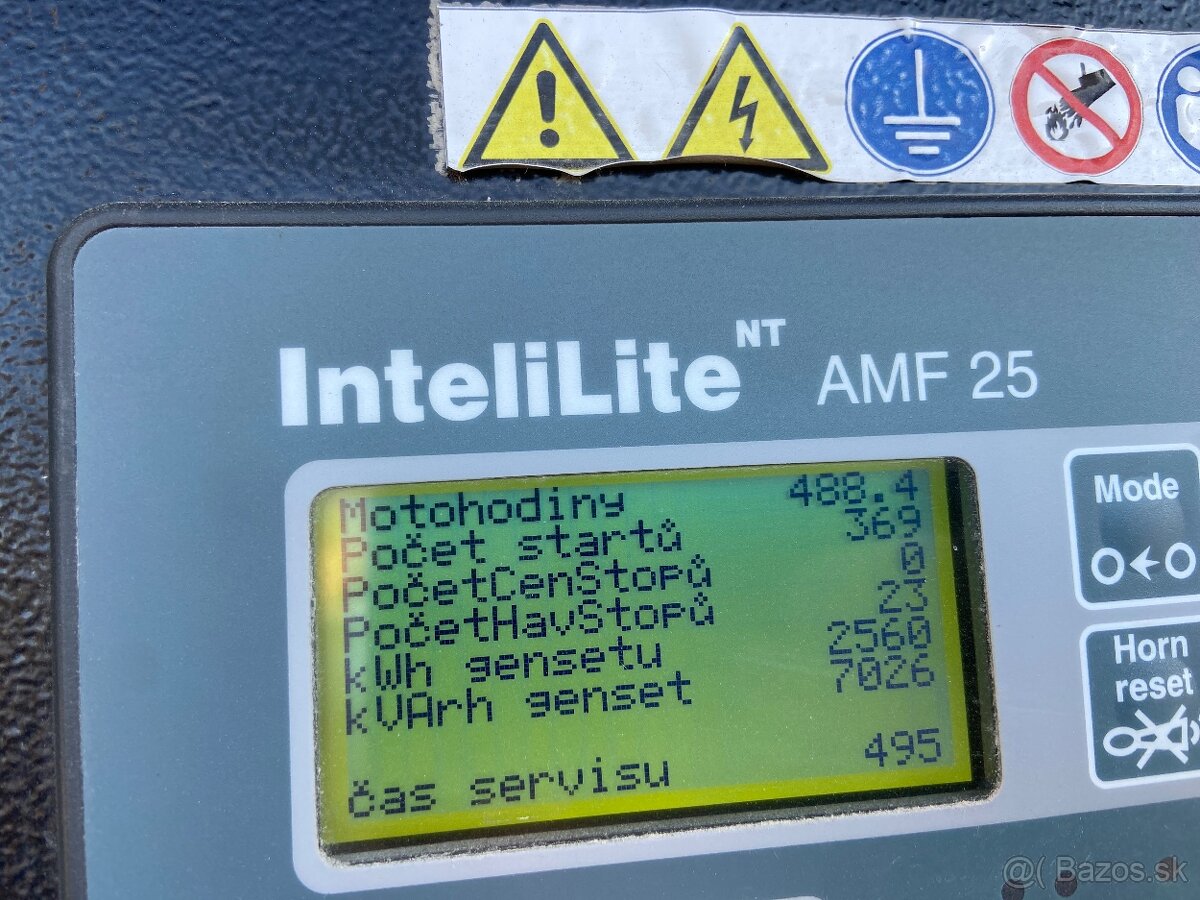 InteliLite NT AMF 25
Motohodiny 488.4
Počet startů 369
PočetCenStopů 0
PočetHavStopů 23
kWh gensetu 2560
kVArh genset 7026
čas servisu 495
Mode
Horn
reset
@( Bazos.sk